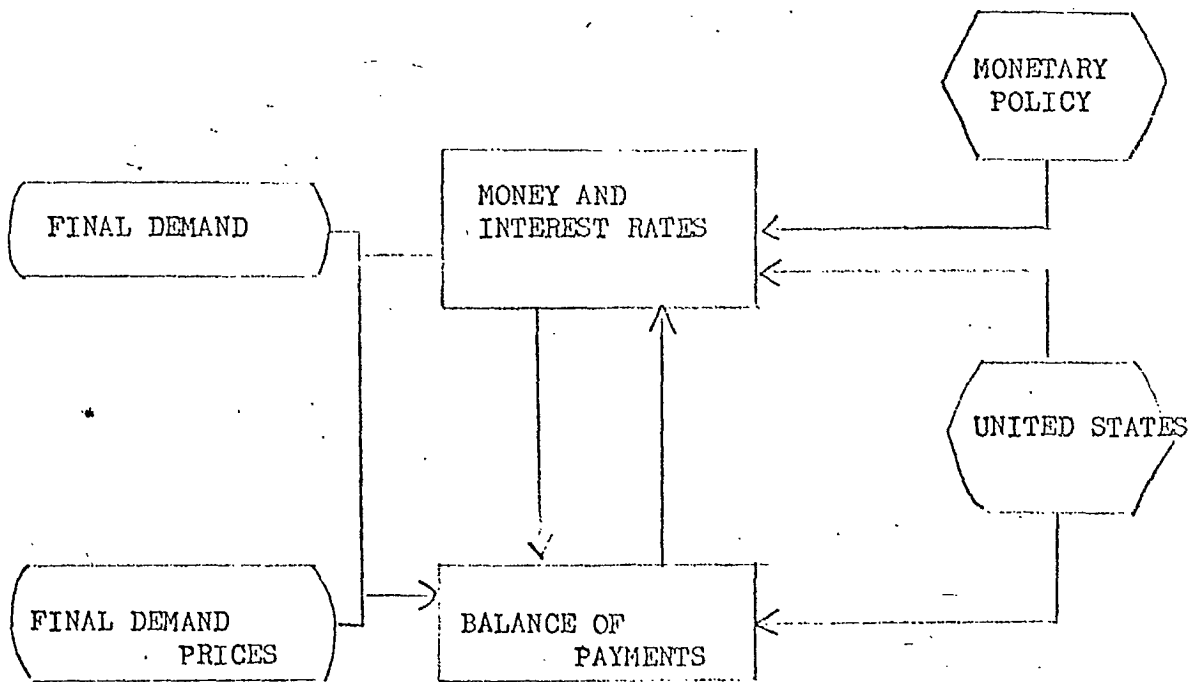 MONETARY
POLICY
MONEY AND
INTEREST RATES
FINAL DEMAND
UNITED STATES
FINAL DEMAND
PRICES
BALANCE OF
PAYMENTS